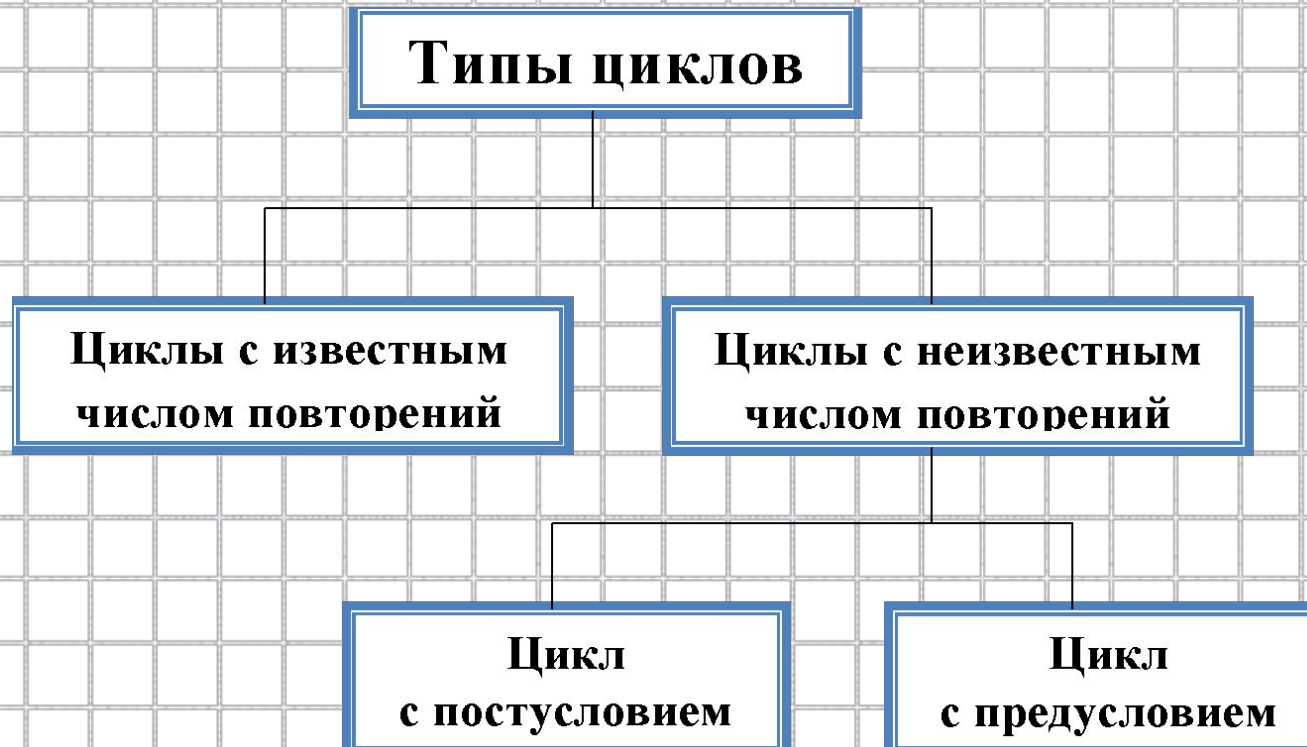 Типы циклов
Циклы с известным
числом повторений
Циклы с неизвестным
числом повторений
Цикл
с постусловием
Цикл
с предусловием